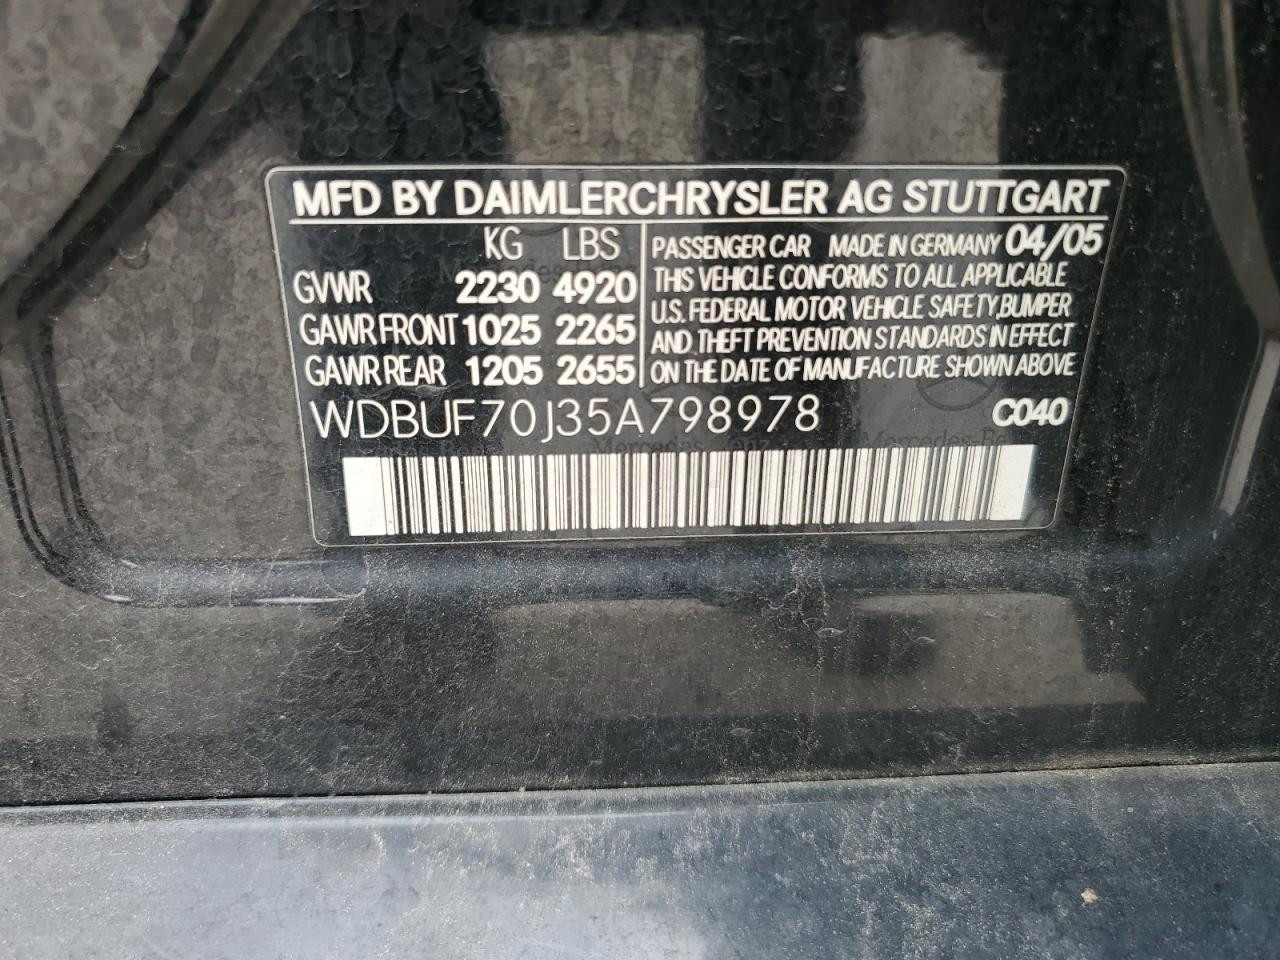 MFD BY DAIMLERCHRYSLER AG STUTTGART
KG LBS
GVWR 2230 4920
GAWR FRONT 1025 2265
GAWR REAR 1205 2655
PASSENGER CAR MADE IN GERMANY 04/05
THIS VEHICLE CONFORMS TO ALL APPLICABLE
U.S. FEDERAL MOTOR VEHICLE SAFETY, BUMPER
AND THEFT PREVENTION STANDARDS IN EFFECT
ON THE DATE OF MANUFACTURE SHOWN ABOVE
WDBUF70J35A798978 C040